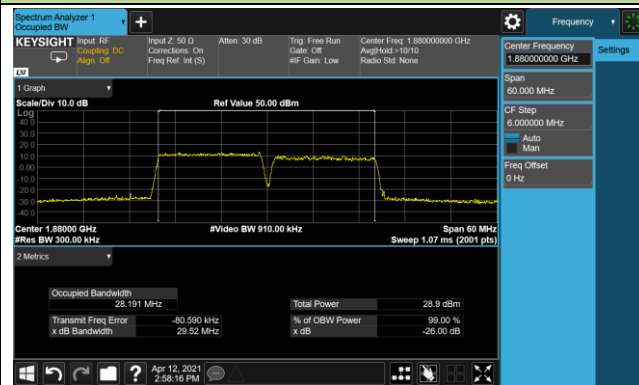 Spectrum Analyzer 1
Occupied BW
+
Frequency
KEYSIGHT
Input: RF
Coupling: DC
Align: Off
Input Z: 50 Ω
Corrections: On
Freq Ref: Int (S)
Atten: 30 dB
Trig: Free Run
Gate: Off
#IF Gain: Low
Center Freq: 1.880000000 GHz
Avg|Hold:>10/10
Radio Std: None
LXI
Center Frequency
1.880000000 GHz
Settings
Span
60.000 MHz
CF Step
6.000000 MHz
Auto
Man
Freq Offset
0 Hz
1 Graph
Scale/Div 10.0 dB
Ref Value 50.00 dBm
Log
40.0
30.0
20.0
10.0
0.00
-10.0
-20.0
-30.0
-40.0
Center 1.88000 GHz
#Video BW 910.00 kHz
Span 60 MHz
#Res BW 300.00 kHz
Sweep 1.07 ms (2001 pts)
2 Metrics
Occupied Bandwidth
28.191 MHz
Total Power
28.9 dBm
Transmit Freq Error
-80.590 kHz
% of OBW Power
99.00 %
x dB Bandwidth
29.52 MHz
x dB
-26.00 dB
?
Apr 12, 2021
2:58:16 PM